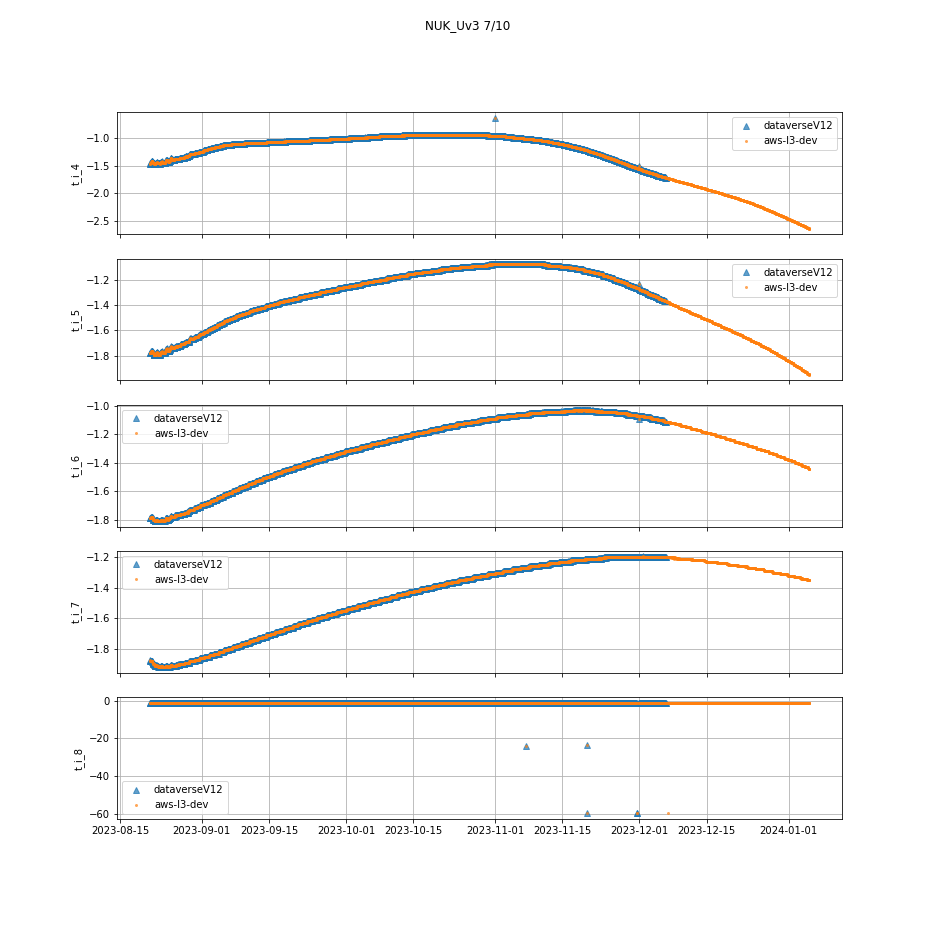 NUK_Uv3 7/10
−1.0
−1.5
−2.0
−2.5
t_i_4
dataverseV12
aws-l3-dev
−1.2
−1.4
−1.6
−1.8
t_i_5
dataverseV12
aws-l3-dev
−1.0
−1.2
−1.4
−1.6
−1.8
t_i_6
dataverseV12
aws-l3-dev
−1.2
−1.4
−1.6
−1.8
t_i_7
dataverseV12
aws-l3-dev
0
−20
−40
−60
t_i_8
dataverseV12
aws-l3-dev
2023-08-15 2023-09-01 2023-09-15 2023-10-01 2023-10-15 2023-11-01 2023-11-15 2023-12-01 2023-12-15 2024-01-01